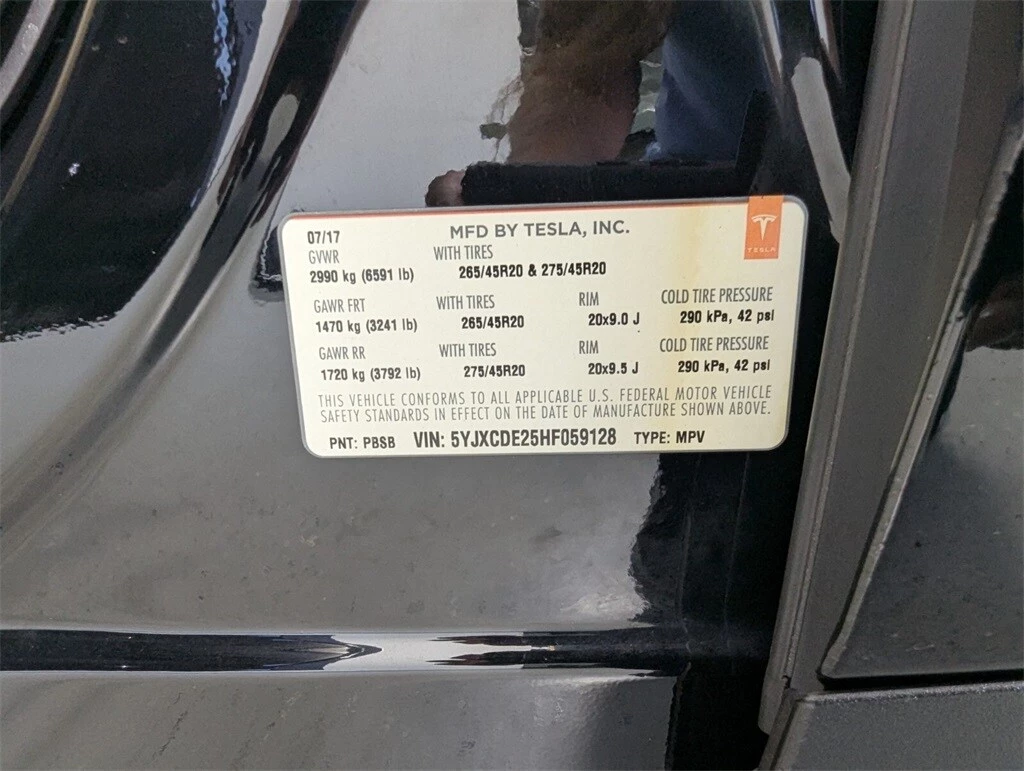 07/17 MFD BY TESLA, INC.
TESLA
GVWR WITH TIRES
2990 kg (6591 lb) 265/45R20 & 275/45R20
GAWR FRT WITH TIRES RIM COLD TIRE PRESSURE
1470 kg (3241 lb) 265/45R20 20x9.0 J 290 kPa, 42 psi
GAWR RR WITH TIRES RIM COLD TIRE PRESSURE
1720 kg (3792 lb) 275/45R20 20x9.5 J 290 kPa, 42 psi
THIS VEHICLE CONFORMS TO ALL APPLICABLE U.S. FEDERAL MOTOR VEHICLE
SAFETY STANDARDS IN EFFECT ON THE DATE OF MANUFACTURE SHOWN ABOVE.
PNT: PBSB VIN: 5YJXCDE25HF059128 TYPE: MPV